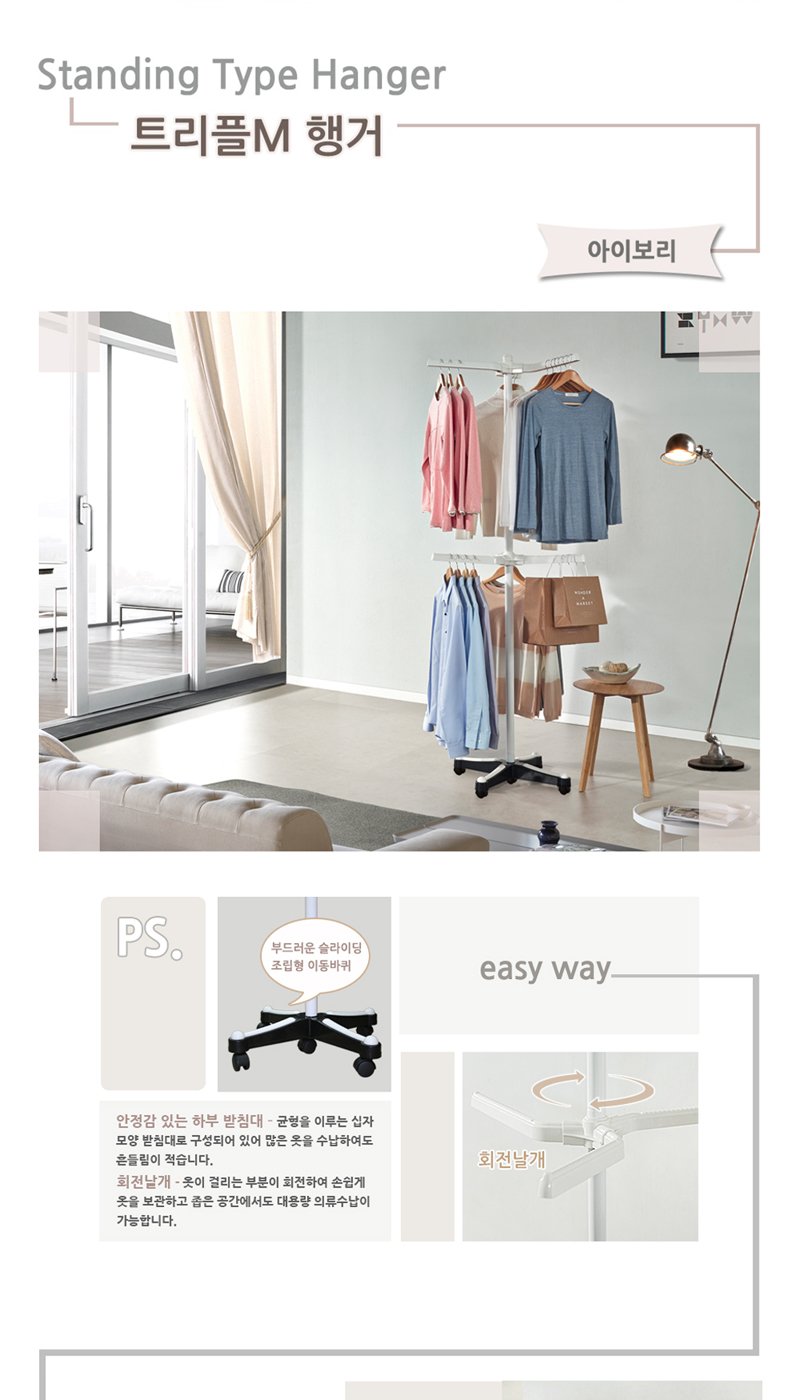 Standing Type Hanger
트리플M 행거
아이보리
WONDER
&
MARKET
PS.
부드러운 슬라이딩
조립형 이동바퀴
easy way
회전날개
안정감 있는 하부 받침대 - 균형을 이루는 십자
모양 받침대로 구성되어 있어 많은 옷을 수납하여도
흔들림이 적습니다.
회전날개 - 옷이 걸리는 부분이 회전하여 손쉽게
옷을 보관하고 좁은 공간에서도 대용량 의류수납이
가능합니다.